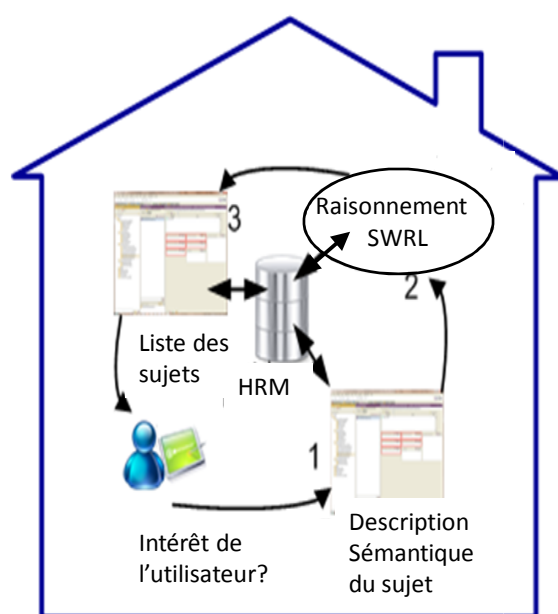 Raisonnement
SWRL
3
2
Liste des
sujets
HRM
1
Intérêt de
l'utilisateur?
Description
Sémantique
du sujet